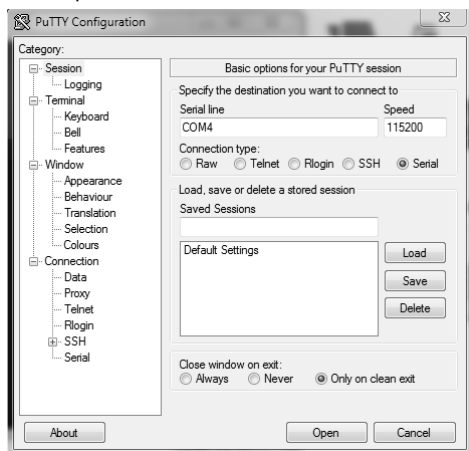 PuTTY Configuration
Category:
Session
Logging
Terminal
Keyboard
Bell
Features
Window
Appearance
Behaviour
Translation
Selection
Colours
Connection
Data
Proxy
Telnet
Rlogin
SSH
Serial
Basic options for your PuTTY session
Specify the destination you want to connect to
Serial line Speed
COM4 115200
Connection type:
Raw Telnet Rlogin SSH Serial
Load, save or delete a stored session
Saved Sessions
Default Settings
Load
Save
Delete
Close window on exit:
Always Never Only on clean exit
About Open Cancel